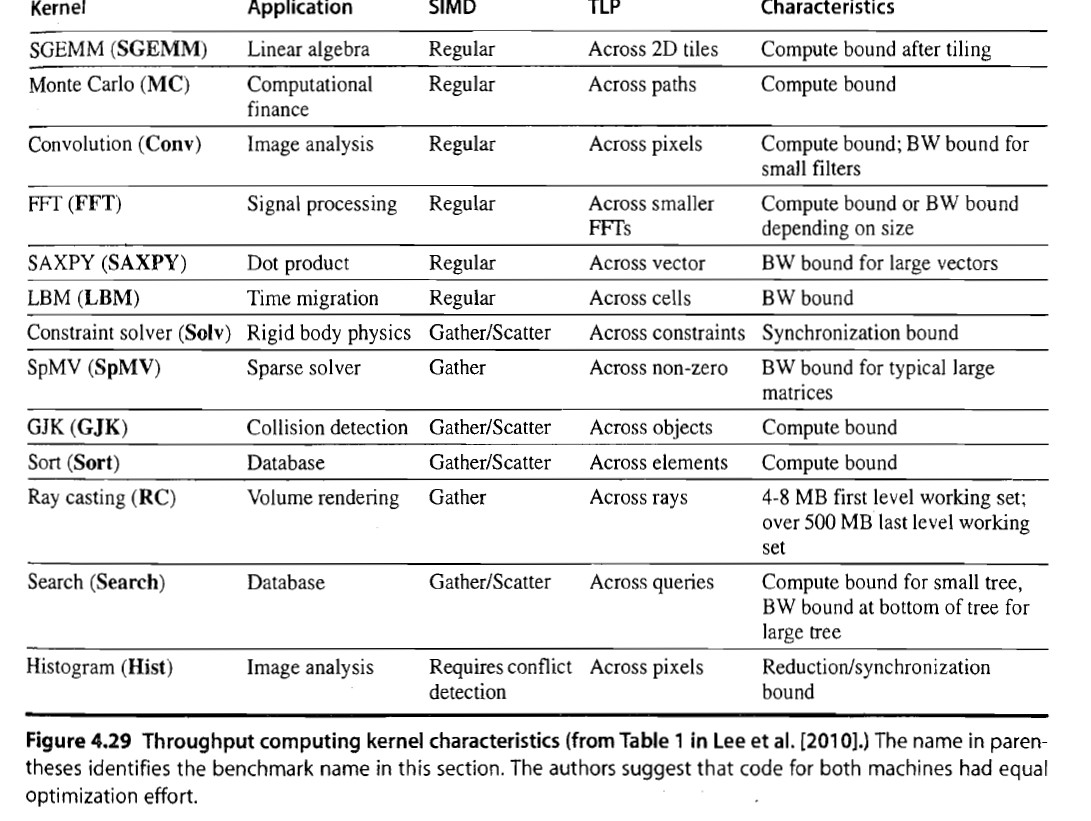 Kernel Application SIMD TLP Characteristics
SGEMM (SGEMM) Linear algebra Regular Across 2D tiles Compute bound after tiling
Monte Carlo (MC) Computational Regular Across paths Compute bound
finance
Convolution (Conv) Image analysis Regular Across pixels Compute bound; BW bound for
small filters
FFT (FFT) Signal processing Regular Across smaller Compute bound or BW bound
FFTs depending on size
SAXPY (SAXPY) Dot product Regular Across vector BW bound for large vectors
LBM (LBM) Time migration Regular Across cells BW bound
Constraint solver (Solv) Rigid body physics Gather/Scatter Across constraints Synchronization bound
SpMV (SpMV) Sparse solver Gather Across non-zero BW bound for typical large
matrices
GJK (GJK) Collision detection Gather/Scatter Across objects Compute bound
Sort (Sort) Database Gather/Scatter Across elements Compute bound
Ray casting (RC) Volume rendering Gather Across rays 4-8 MB first level working set;
over 500 MB last level working
set
Search (Search) Database Gather/Scatter Across queries Compute bound for small tree,
BW bound at bottom of tree for
large tree
Histogram (Hist) Image analysis Requires conflict Across pixels Reduction/synchronization
detection bound
Figure 4.29 Throughput computing kernel characteristics (from Table 1 in Lee et al. [2010].) The name in paren-
theses identifies the benchmark name in this section. The authors suggest that code for both machines had equal
optimization effort.